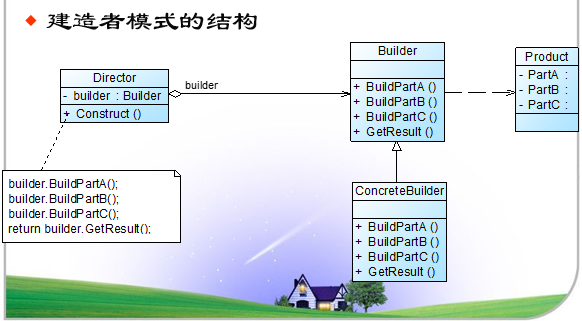 建造者模式的结构
Director
- builder : Builder
+ Construct ()
builder
Builder
+ BuildPartA ()
+ BuildPartB ()
+ BuildPartC ()
+ GetResult ()
Product
- PartA :
- PartB :
- PartC :
builder.BuildPartA();
builder.BuildPartB();
builder.BuildPartC();
return builder.GetResult();
ConcreteBuilder
+ BuildPartA ()
+ BuildPartB ()
+ BuildPartC ()
+ GetResult ()